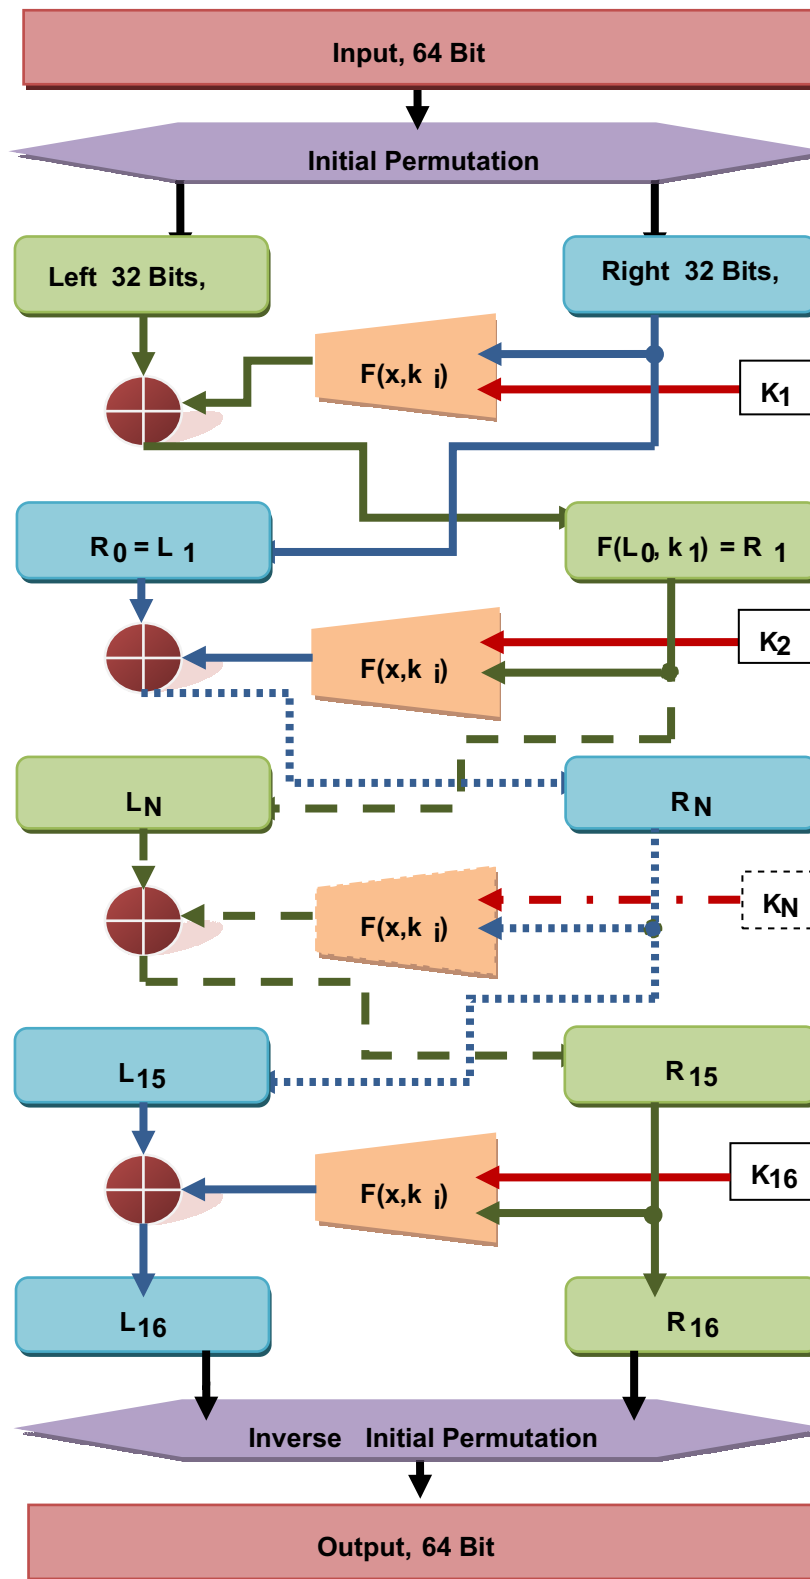 Input, 64 Bit
Initial Permutation
Left 32 Bits,
Right 32 Bits,
F(x,k i)
K1
R0 = L 1
F(L0, k1) = R 1
F(x,k i)
K2
LN
RN
F(x,k i)
KN
L15
R15
F(x,k i)
K16
L16
R16
Inverse Initial Permutation
Output, 64 Bit